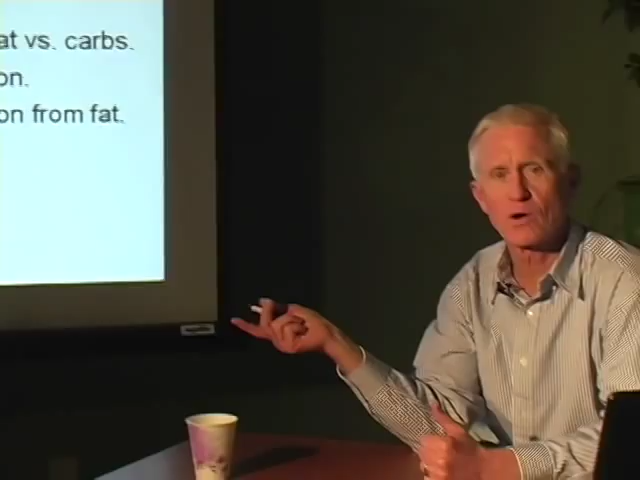 at vs. carbs.
on.
on from fat.